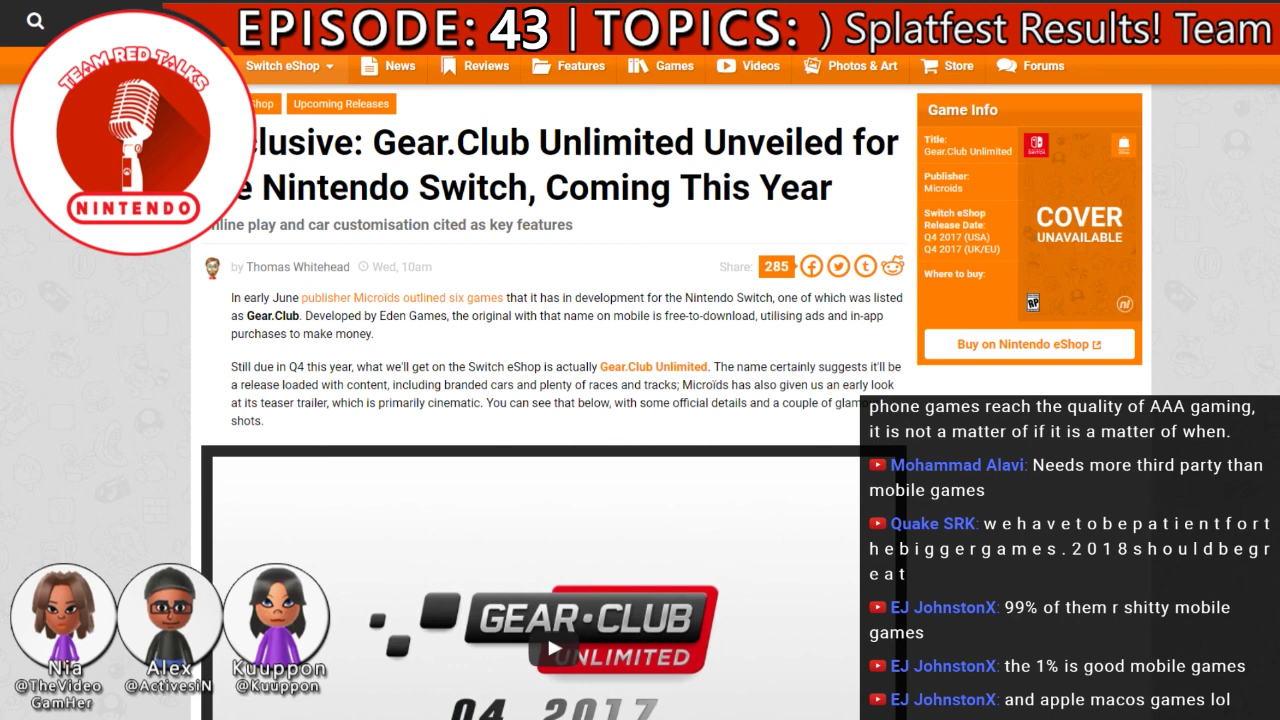 EPISODE: 43 | TOPICS: ) Splatfest Results! Team
TEAM RED TALKS
NINTENDO
Switch eShop
News
Reviews
Features
Games
Videos
Photos & Art
Store
Forums
Upcoming Releases
lusive: Gear.Club Unlimited Unveiled for
e Nintendo Switch, Coming This Year
nline play and car customisation cited as key features
by Thomas Whitehead Wed, 10am
Share: 285
In early June publisher Microïds outlined six games that it has in development for the Nintendo Switch, one of which was listed
as Gear.Club. Developed by Eden Games, the original with that name on mobile is free-to-download, utilising ads and in-app
purchases to make money.
Still due in Q4 this year, what we'll get on the Switch eShop is actually Gear.Club Unlimited. The name certainly suggests it'll be
a release loaded with content, including branded cars and plenty of races and tracks; Microïds has also given us an early look
at its teaser trailer, which is primarily cinematic. You can see that below, with some official details and a couple of glamo
shots.
GEAR·CLUB
UNLIMITED
Q4 2017
Game Info
Title:
Gear.Club Unlimited
Publisher:
Microids
Switch eShop
Release Date:
Q4 2017 (USA)
Q4 2017 (UK/EU)
Where to buy:
COVER
UNAVAILABLE
RP
Buy on Nintendo eShop
phone games reach the quality of AAA gaming,
it is not a matter of if it is a matter of when.
Mohammad Alavi: Needs more third party than
mobile games
Quake SRK: w e h a v e t o b e p a t i e n t f o r t
h e b i g g e r g a m e s . 2 0 1 8 s h o u l d b e g r
e a t
EJ JohnstonX: 99% of them r shitty mobile
games
EJ JohnstonX: the 1% is good mobile games
EJ JohnstonX: and apple macos games lol
Nia
@TheVideo
GamHer
Alex
@ActivesiN
Kuuppon
@Kuuppon